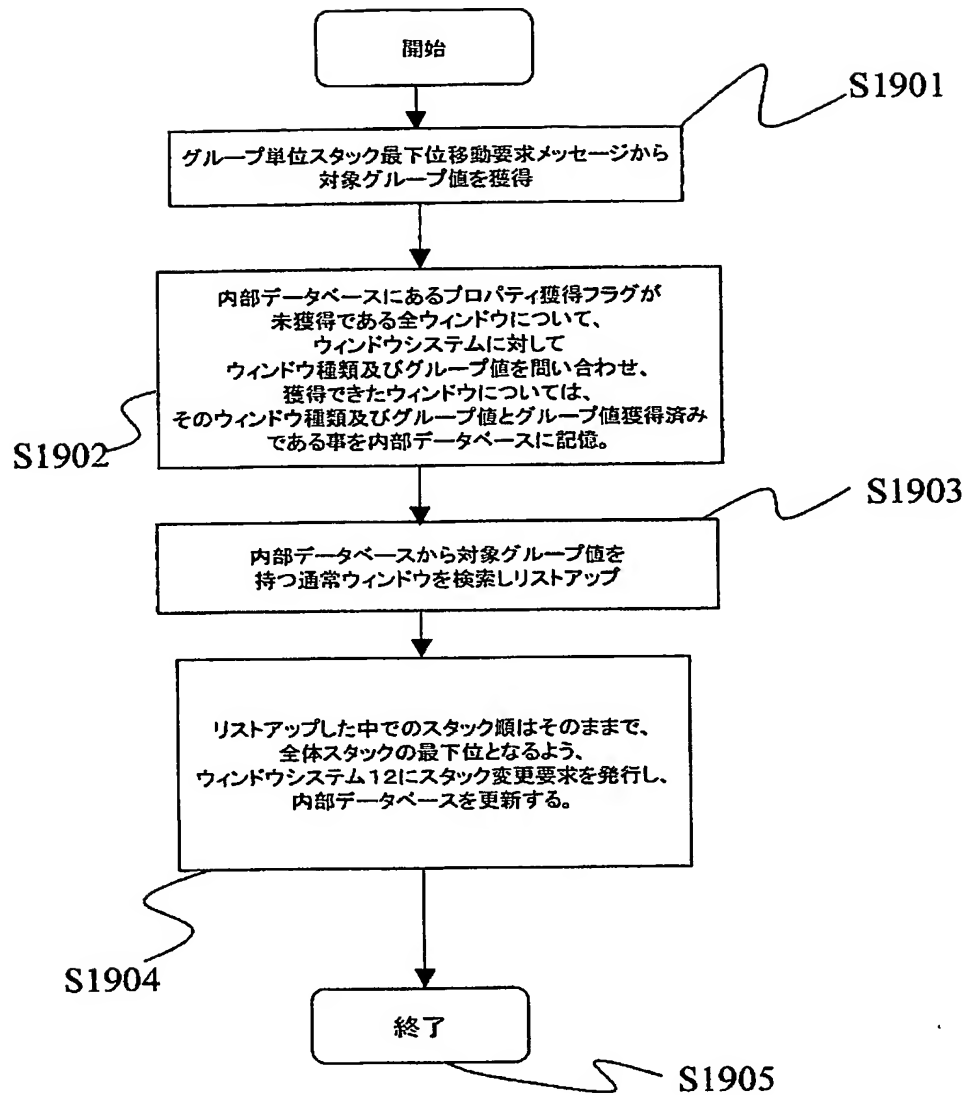 開始
S1901
グループ単位スタック最下位移動要求メッセージから
対象グループ値を獲得
内部データベースにあるプロパティ獲得フラグが
未獲得である全ウィンドウについて、
ウィンドウシステムに対して
ウィンドウ種類及びグループ値を問い合わせ、
獲得できたウィンドウについては、
そのウィンドウ種類及びグループ値とグループ値獲得済み
である事を内部データベースに記憶。
S1902
S1903
内部データベースから対象グループ値を
持つ通常ウィンドウを検索しリストアップ
リストアップした中でのスタック順はそのままで、
全体スタックの最下位となるよう、
ウィンドウシステム12にスタック変更要求を発行し、
内部データベースを更新する。
S1904
終了
S1905